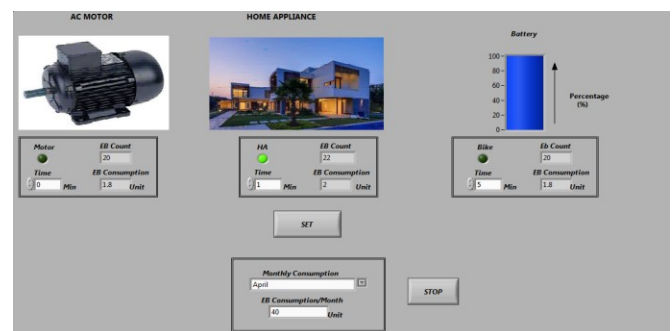 AC MOTOR
HOME APPLIANCE
Battery
100
80
60
40
20
0
Percentage
(%)
Motor
EB Count
20
Time
EB Consumption
0 Min
1.8 Unit
HA
EB Count
22
Time
EB Consumption
1 Min
2 Unit
Bike
Eb Count
20
Time
EB Consumption
5 Min
1.8 Unit
SET
Monthly Consumption
April
EB Consumption/Month
40
Unit
STOP